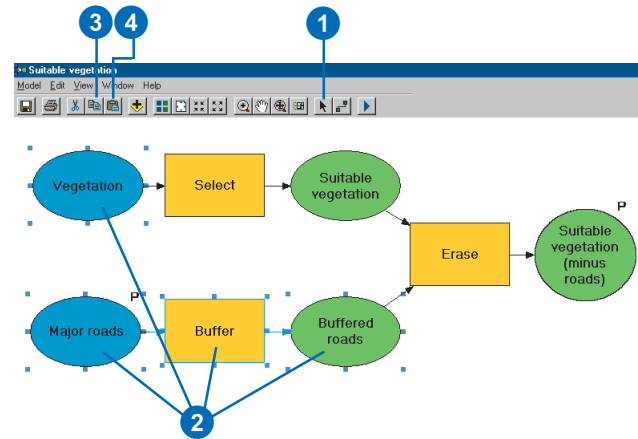 3
4
1
Suitable vegetation
Model Edit View Window Help
Vegetation
Select
Suitable
vegetation
P
Erase
Suitable
vegetation
(minus
roads)
P
Major roads
Buffer
Buffered
roads
2